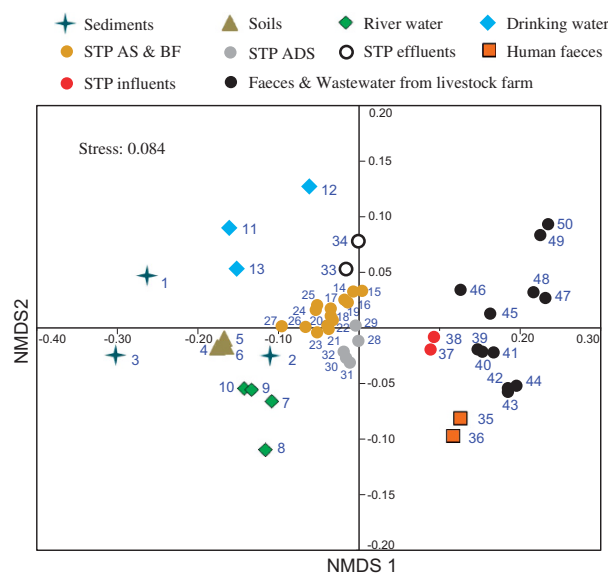 Sediments Soils River water Drinking water
STP AS & BF STP ADS STP effluents Human faeces
STP influents Faeces & Wastewater from livestock farm
0.20
Stress: 0.084
0.15
12
0.10
11 34 50
49
13 33
0.05
1
25 17 14 15 46 48 47
24 19 16 45
27 26 20 18 29
-0.40 -0.30 -0.20 -0.10 0.00 0.10 0.20 0.30
5 23 21 22 28 38 39
3 4 6 2 32 37 40 41
30
31
10 9 42 44
-0.05
7 43
35
8 36
-0.10
-0.15
-0.20
NMDS2
NMDS 1